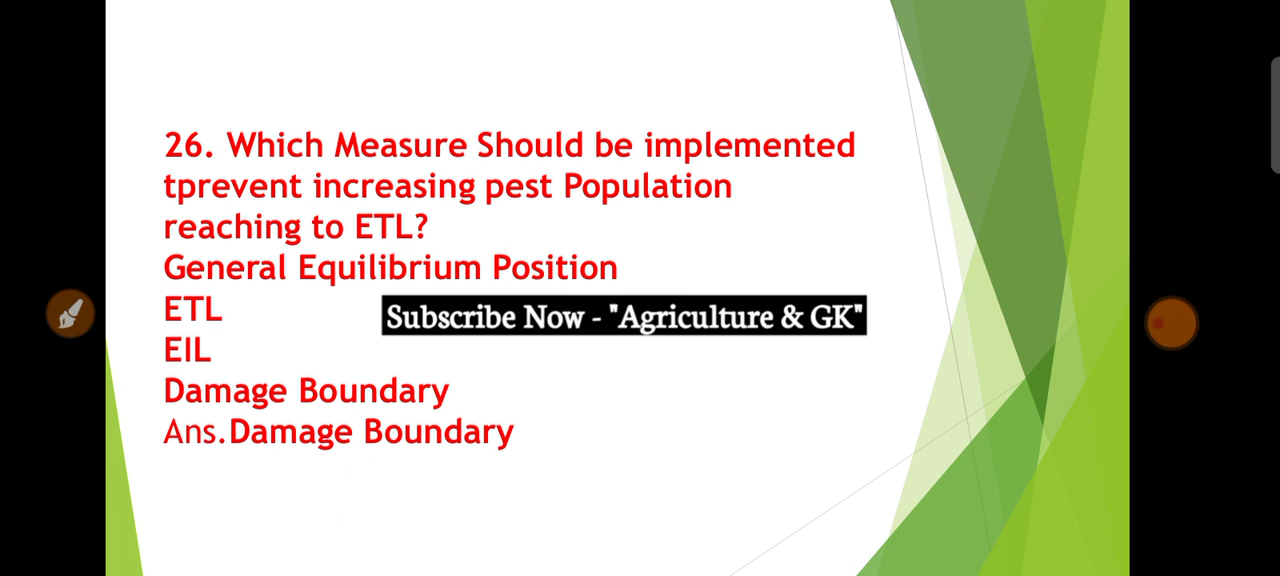 26. Which Measure Should be implemented
tprevent increasing pest Population
reaching to ETL?
General Equilibrium Position
ETL
Subscribe Now - "Agriculture & GK"
EIL
Damage Boundary
Ans.Damage Boundary